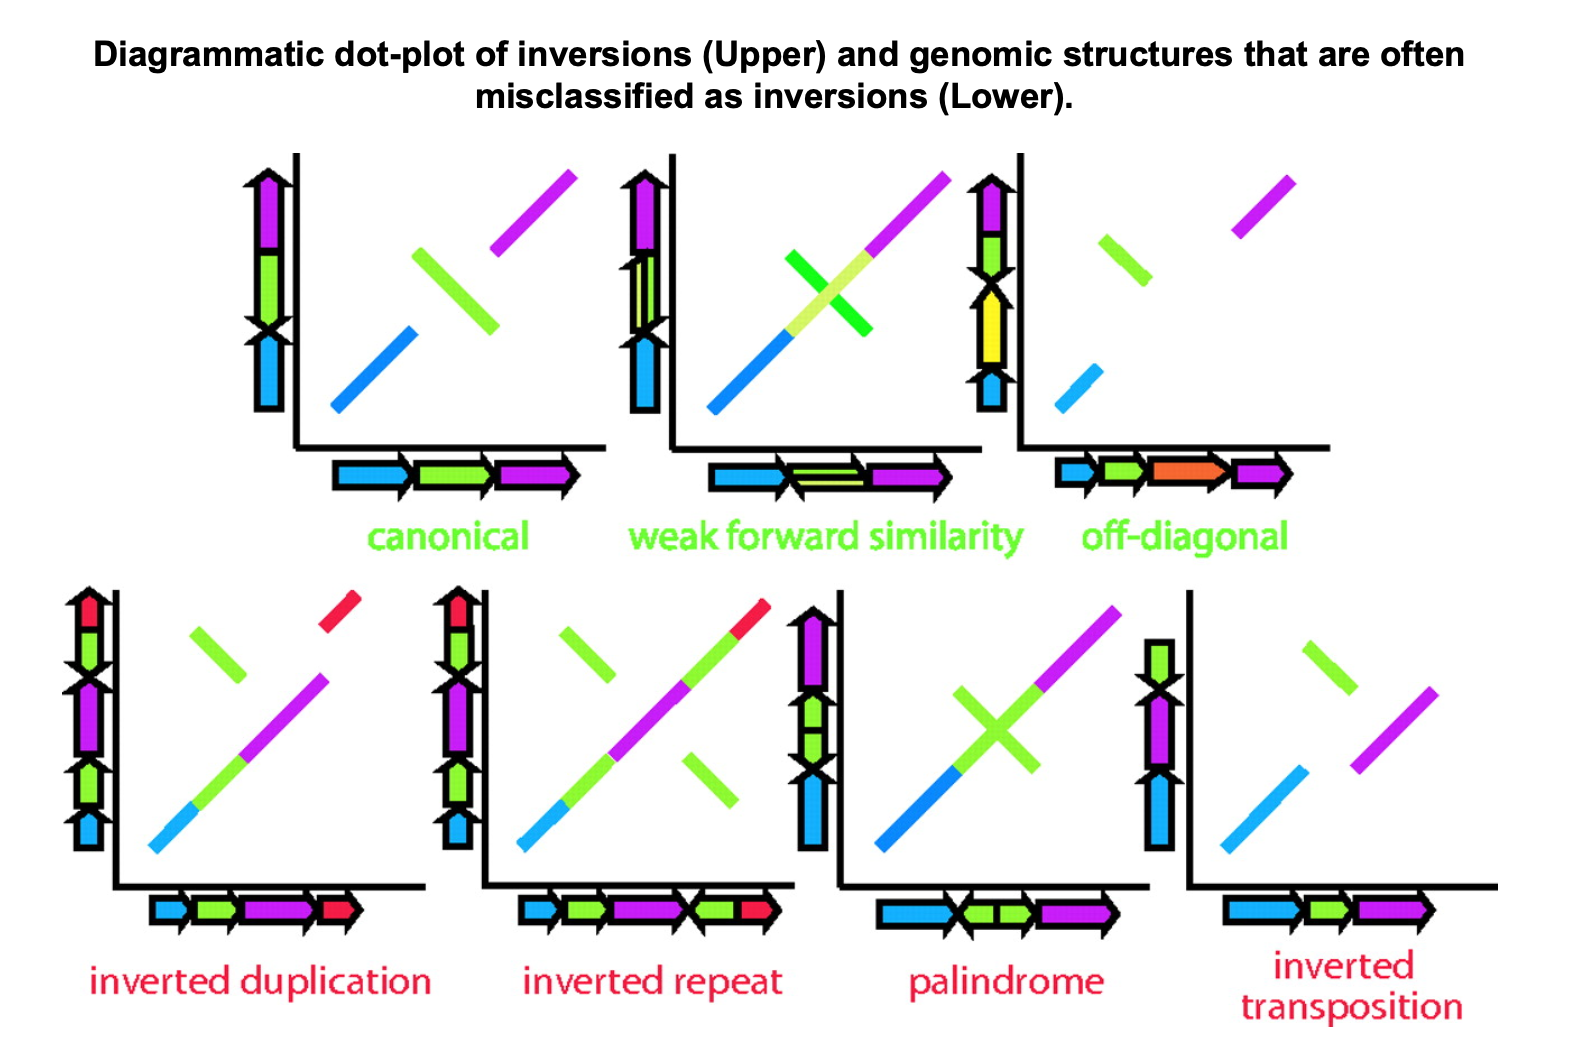 Diagrammatic dot-plot of inversions (Upper) and genomic structures that are often
misclassified as inversions (Lower).
canonical
weak forward similarity
off-diagonal
inverted duplication
inverted repeat
palindrome
inverted
transposition